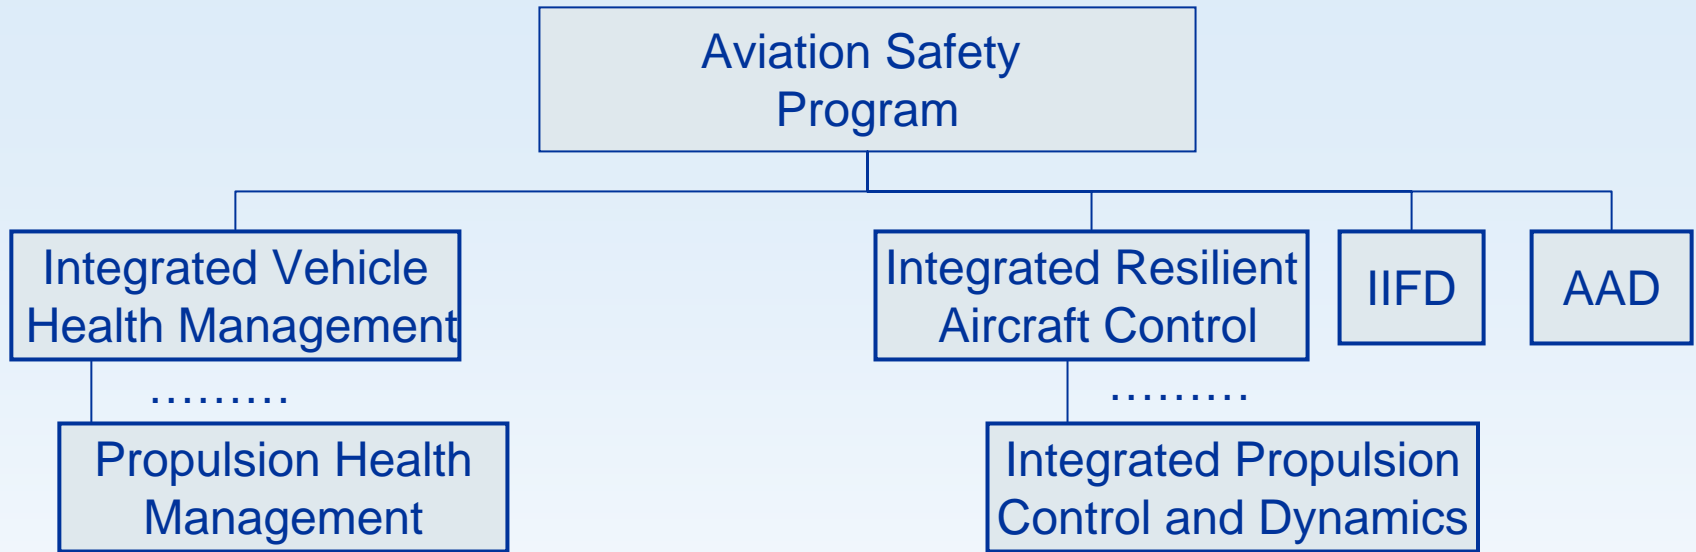 Aviation Safety
Program
Integrated Vehicle
Health Management
Integrated Resilient
Aircraft Control
IIFD
AAD
.........
.........
Propulsion Health
Management
Integrated Propulsion
Control and Dynamics